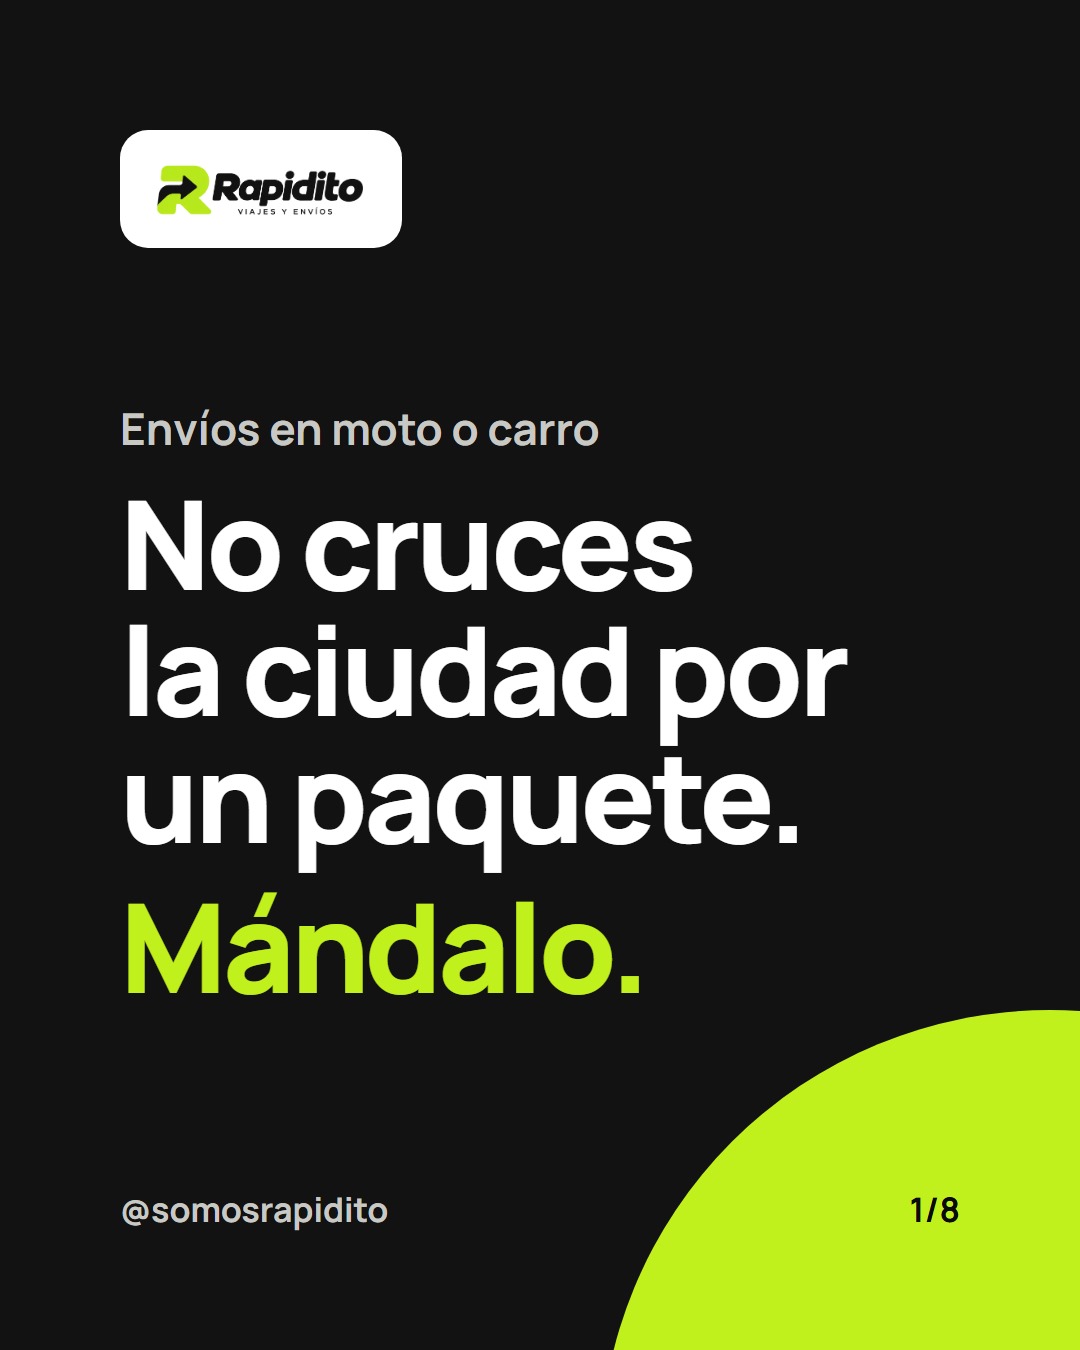 Rapidito
VIAJES Y ENVÍOS
Envíos en moto o carro
No cruces
la ciudad por
un paquete.
Mándalo.
@somosrapidito
1/8